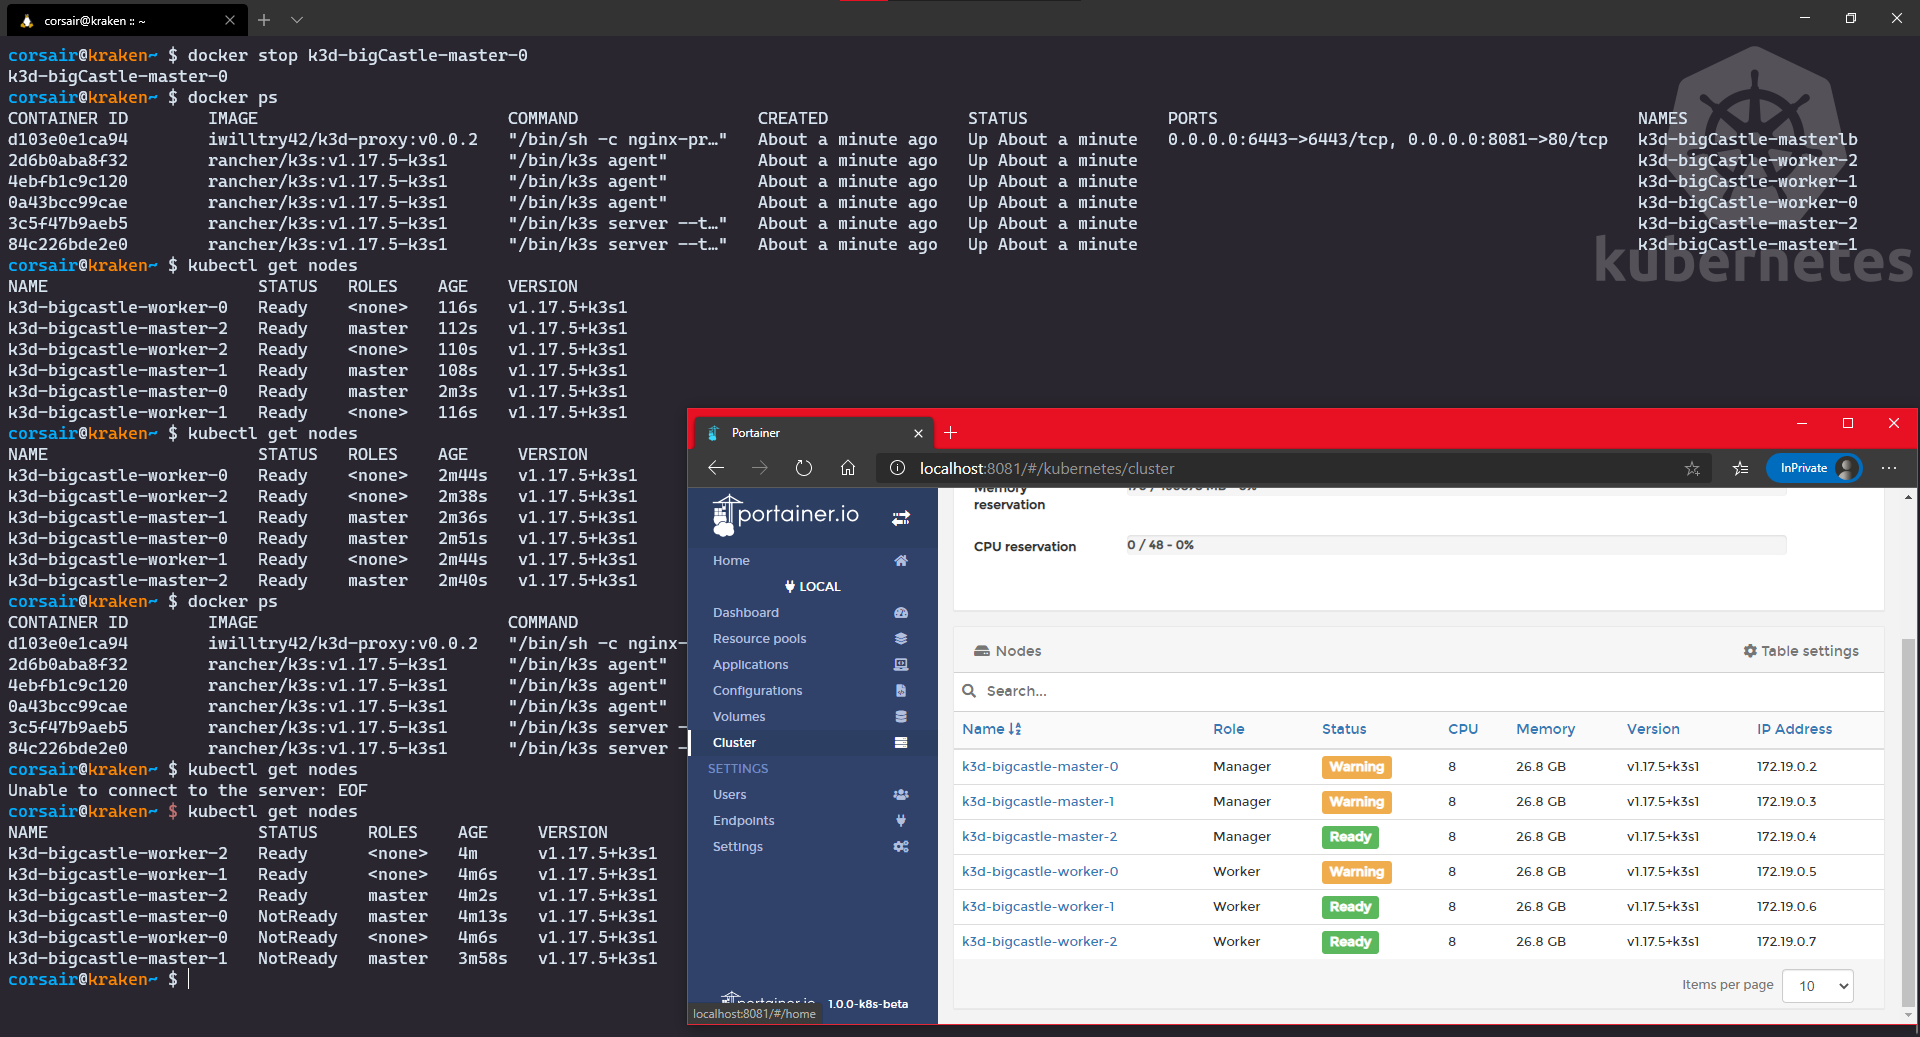 corsair@kraken :: ~
corsair@kraken~ $ docker stop k3d-bigCastle-master-0
k3d-bigCastle-master-0
corsair@kraken~ $ docker ps
CONTAINER ID IMAGE COMMAND CREATED STATUS PORTS NAMES
d103e0e1ca94 iwilltry42/k3d-proxy:v0.0.2 "/bin/sh -c nginx-pr…" About a minute ago Up About a minute 0.0.0.0:6443->6443/tcp, 0.0.0.0:8081->80/tcp k3d-bigCastle-masterlb
2d6b0aba8f32 rancher/k3s:v1.17.5-k3s1 "/bin/k3s agent" About a minute ago Up About a minute k3d-bigCastle-worker-2
4ebfb1c9c120 rancher/k3s:v1.17.5-k3s1 "/bin/k3s agent" About a minute ago Up About a minute k3d-bigCastle-worker-1
0a43bcc99cae rancher/k3s:v1.17.5-k3s1 "/bin/k3s agent" About a minute ago Up About a minute k3d-bigCastle-worker-0
3c5f47b9aeb5 rancher/k3s:v1.17.5-k3s1 "/bin/k3s server --t…" About a minute ago Up About a minute k3d-bigCastle-master-2
84c226bde2e0 rancher/k3s:v1.17.5-k3s1 "/bin/k3s server --t…" About a minute ago Up About a minute k3d-bigCastle-master-1
kubernetes
corsair@kraken~ $ kubectl get nodes
NAME STATUS ROLES AGE VERSION
k3d-bigcastle-worker-0 Ready <none> 116s v1.17.5+k3s1
k3d-bigcastle-master-2 Ready master 112s v1.17.5+k3s1
k3d-bigcastle-worker-2 Ready <none> 110s v1.17.5+k3s1
k3d-bigcastle-master-1 Ready master 108s v1.17.5+k3s1
k3d-bigcastle-master-0 Ready master 2m3s v1.17.5+k3s1
k3d-bigcastle-worker-1 Ready <none> 116s v1.17.5+k3s1
corsair@kraken~ $ kubectl get nodes
NAME STATUS ROLES AGE VERSION
k3d-bigcastle-worker-0 Ready <none> 2m44s v1.17.5+k3s1
k3d-bigcastle-worker-2 Ready <none> 2m38s v1.17.5+k3s1
k3d-bigcastle-master-1 Ready master 2m36s v1.17.5+k3s1
k3d-bigcastle-master-0 Ready master 2m51s v1.17.5+k3s1
k3d-bigcastle-worker-1 Ready <none> 2m44s v1.17.5+k3s1
k3d-bigcastle-master-2 Ready master 2m40s v1.17.5+k3s1
corsair@kraken~ $ docker ps
CONTAINER ID IMAGE COMMAND
d103e0e1ca94 iwilltry42/k3d-proxy:v0.0.2 "/bin/sh -c nginx-
2d6b0aba8f32 rancher/k3s:v1.17.5-k3s1 "/bin/k3s agent"
4ebfb1c9c120 rancher/k3s:v1.17.5-k3s1 "/bin/k3s agent"
0a43bcc99cae rancher/k3s:v1.17.5-k3s1 "/bin/k3s agent"
3c5f47b9aeb5 rancher/k3s:v1.17.5-k3s1 "/bin/k3s server -
84c226bde2e0 rancher/k3s:v1.17.5-k3s1 "/bin/k3s server -
corsair@kraken~ $ kubectl get nodes
Unable to connect to the server: EOF
corsair@kraken~ $ kubectl get nodes
NAME STATUS ROLES AGE VERSION
k3d-bigcastle-worker-2 Ready <none> 4m v1.17.5+k3s1
k3d-bigcastle-worker-1 Ready <none> 4m6s v1.17.5+k3s1
k3d-bigcastle-master-2 Ready master 4m2s v1.17.5+k3s1
k3d-bigcastle-master-0 NotReady master 4m13s v1.17.5+k3s1
k3d-bigcastle-worker-0 NotReady <none> 4m6s v1.17.5+k3s1
k3d-bigcastle-master-1 NotReady master 3m58s v1.17.5+k3s1
corsair@kraken~ $
Portainer
localhost:8081/#/kubernetes/cluster
InPrivate
portainer.io
Home
LOCAL
Dashboard
Resource pools
Applications
Configurations
Volumes
Cluster
SETTINGS
Users
Endpoints
Settings
portainer.io 1.0.0-k8s-beta
localhost:8081/#/home
Memory
reservation
CPU reservation 0 / 48 - 0%
Nodes Table settings
Search...
Name Role Status CPU Memory Version IP Address
k3d-bigcastle-master-0 Manager Warning 8 26.8 GB v1.17.5+k3s1 172.19.0.2
k3d-bigcastle-master-1 Manager Warning 8 26.8 GB v1.17.5+k3s1 172.19.0.3
k3d-bigcastle-master-2 Manager Ready 8 26.8 GB v1.17.5+k3s1 172.19.0.4
k3d-bigcastle-worker-0 Worker Warning 8 26.8 GB v1.17.5+k3s1 172.19.0.5
k3d-bigcastle-worker-1 Worker Ready 8 26.8 GB v1.17.5+k3s1 172.19.0.6
k3d-bigcastle-worker-2 Worker Ready 8 26.8 GB v1.17.5+k3s1 172.19.0.7
Items per page 10